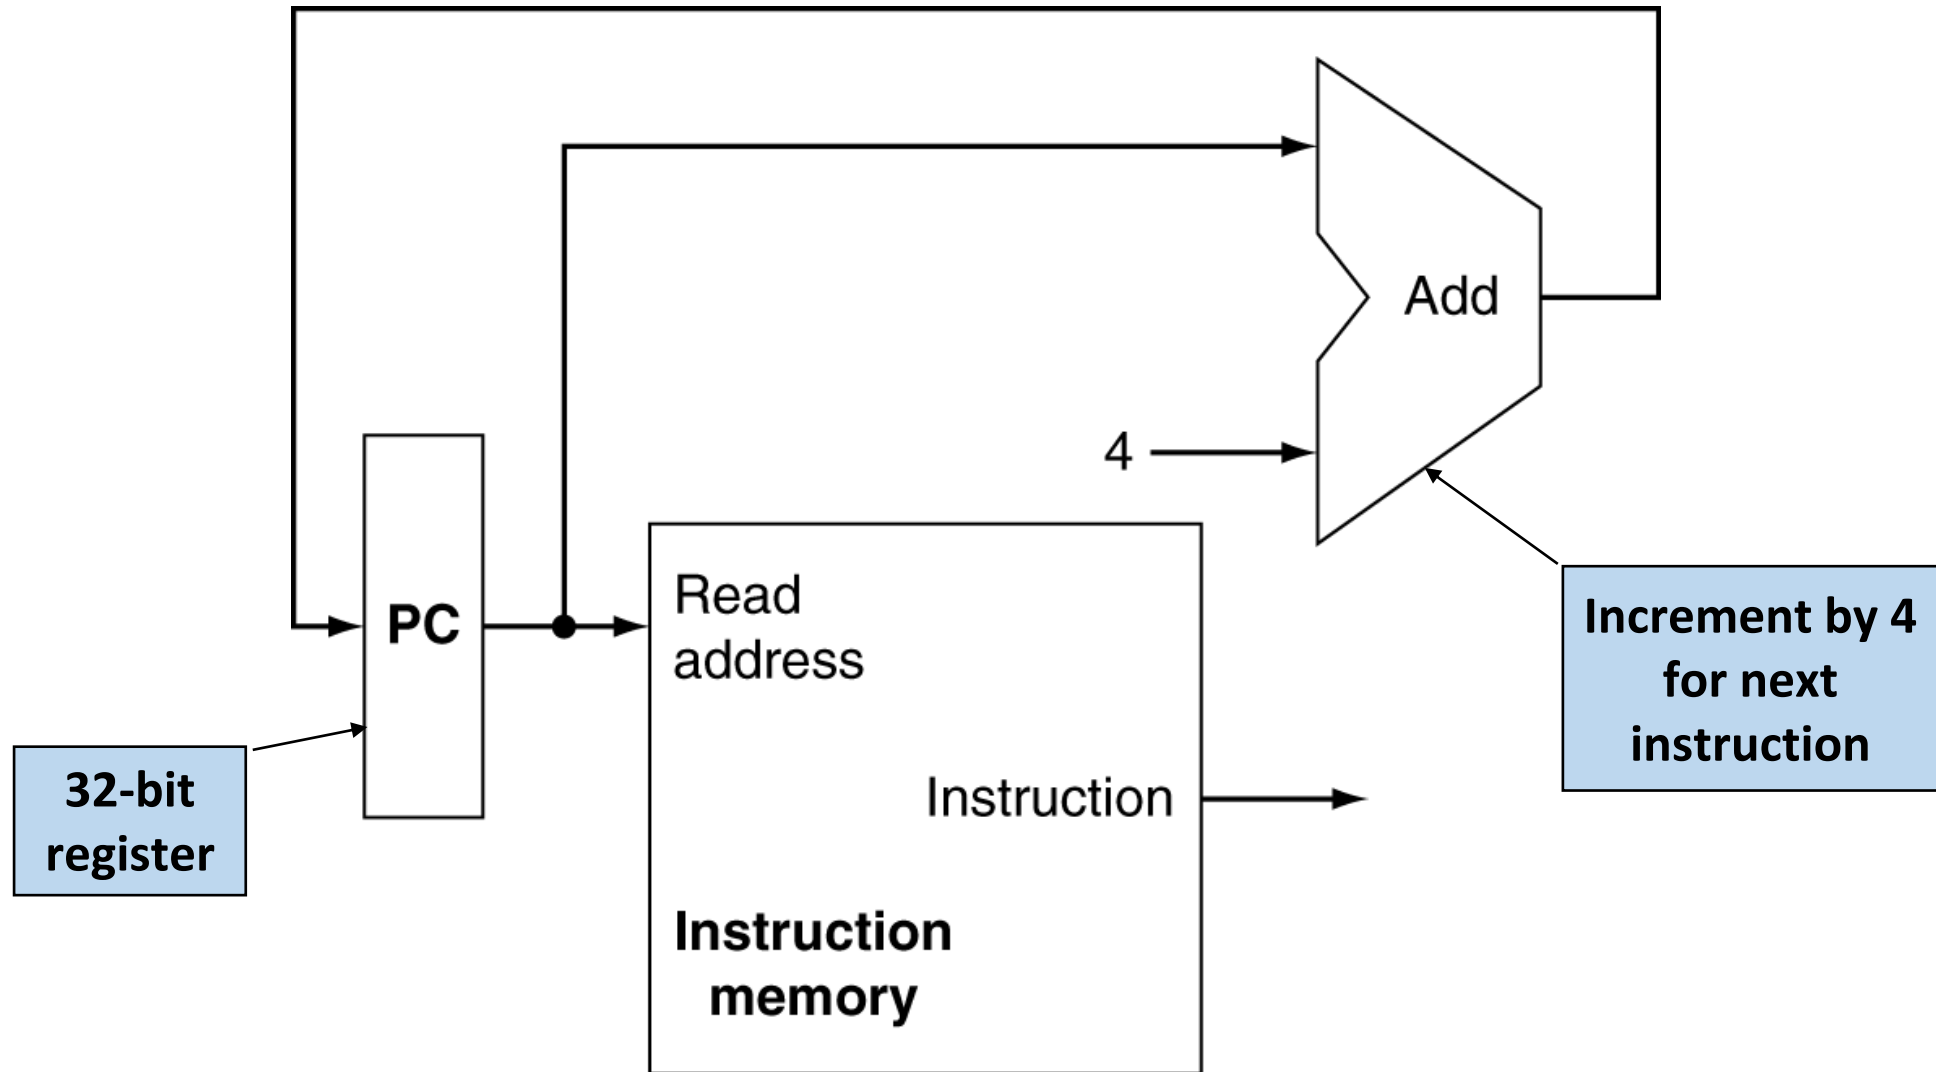 Add
4
PC
Read
address
Increment by 4
for next
instruction
32-bit
register
Instruction
Instruction
memory